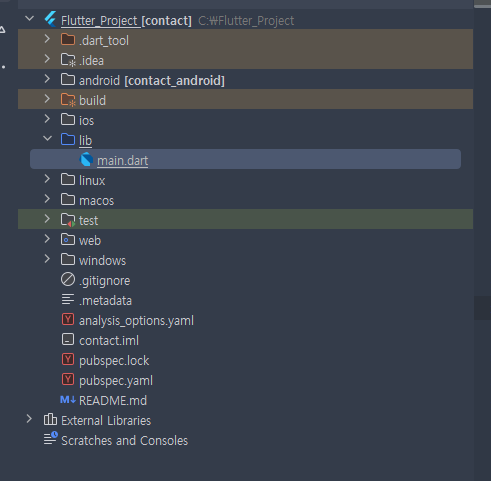 Flutter_Project [contact] C:₩Flutter_Project
.dart_tool
.idea
android [contact_android]
build
ios
lib
main.dart
linux
macos
test
web
windows
.gitignore
.metadata
analysis_options.yaml
contact.iml
pubspec.lock
pubspec.yaml
README.md
External Libraries
Scratches and Consoles